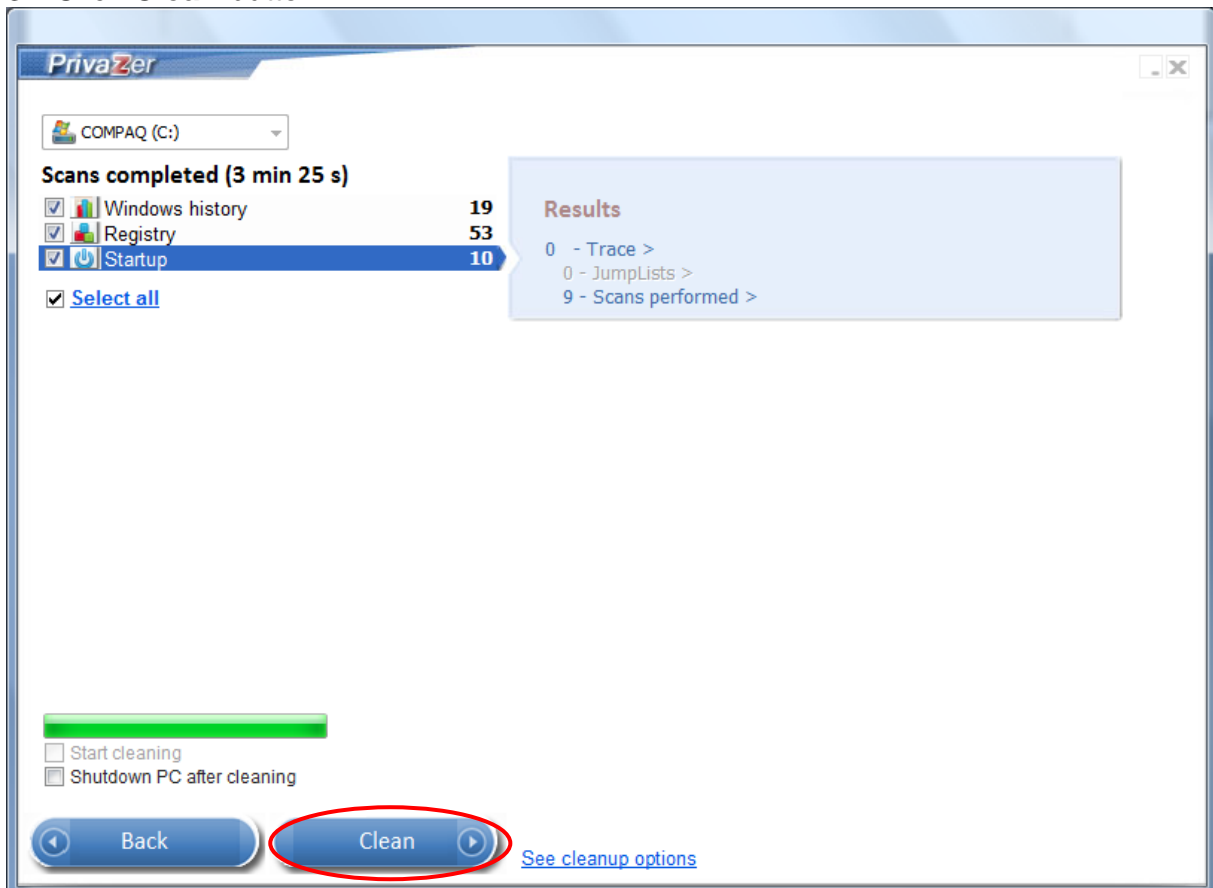 PrivaZer
COMPAQ (C:)
Scans completed (3 min 25 s)
Windows history 19
Registry 53
Startup 10
Select all
Results
0 - Trace >
0 - JumpLists >
9 - Scans performed >
Start cleaning
Shutdown PC after cleaning
Back
Clean
See cleanup options